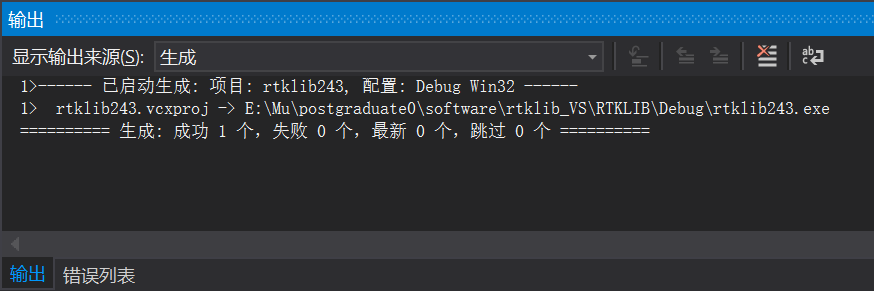 输出
显示输出来源(S): 生成
1>------ 已启动生成: 项目: rtklib243, 配置: Debug Win32 ------
1>  rtklib243.vcxproj -> E:\Mu\postgraduate0\software\rtklib_VS\RTKLIB\Debug\rtklib243.exe
========== 生成: 成功 1 个，失败 0 个，最新 0 个，跳过 0 个 ==========
输出 错误列表